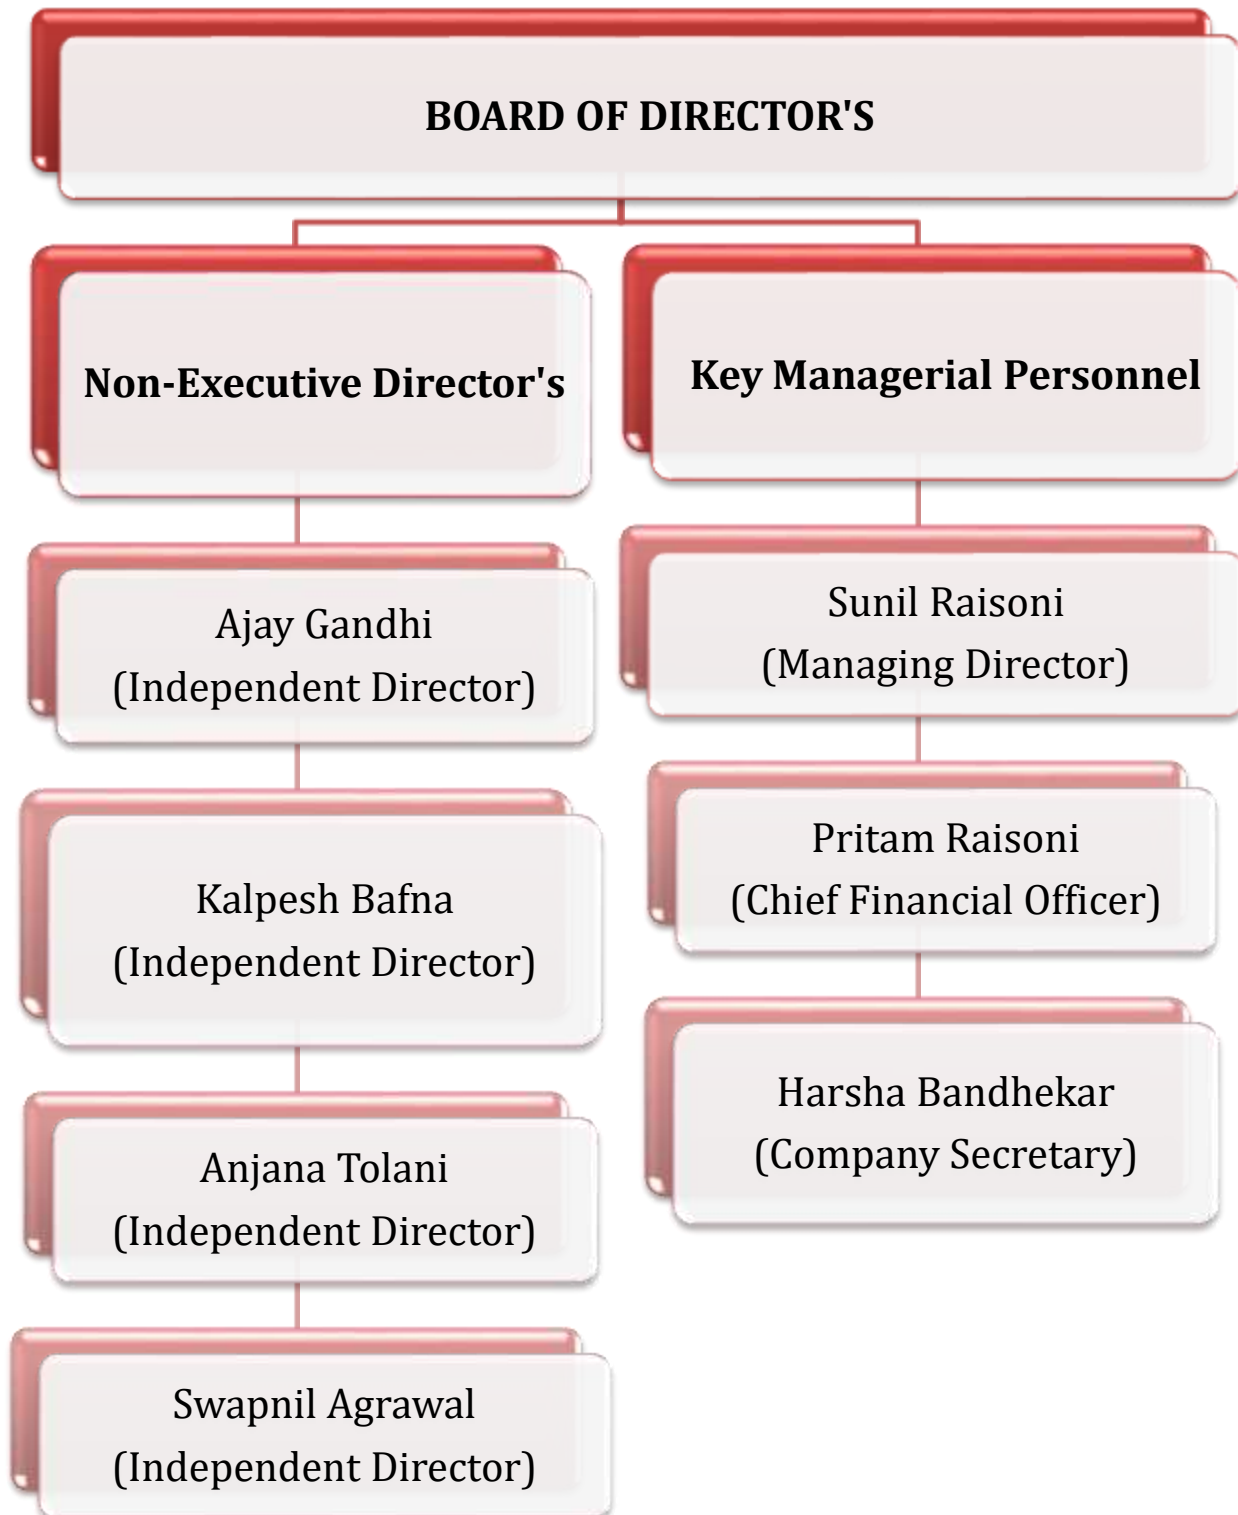 BOARD OF DIRECTOR'S
Non-Executive Director's
Ajay Gandhi
(Independent Director)
Kalpesh Bafna
(Independent Director)
Anjana Tolani
(Independent Director)
Swapnil Agrawal
(Independent Director)
Key Managerial Personnel
Sunil Raisoni
(Managing Director)
Pritam Raisoni
(Chief Financial Officer)
Harsha Bandhekar
(Company Secretary)